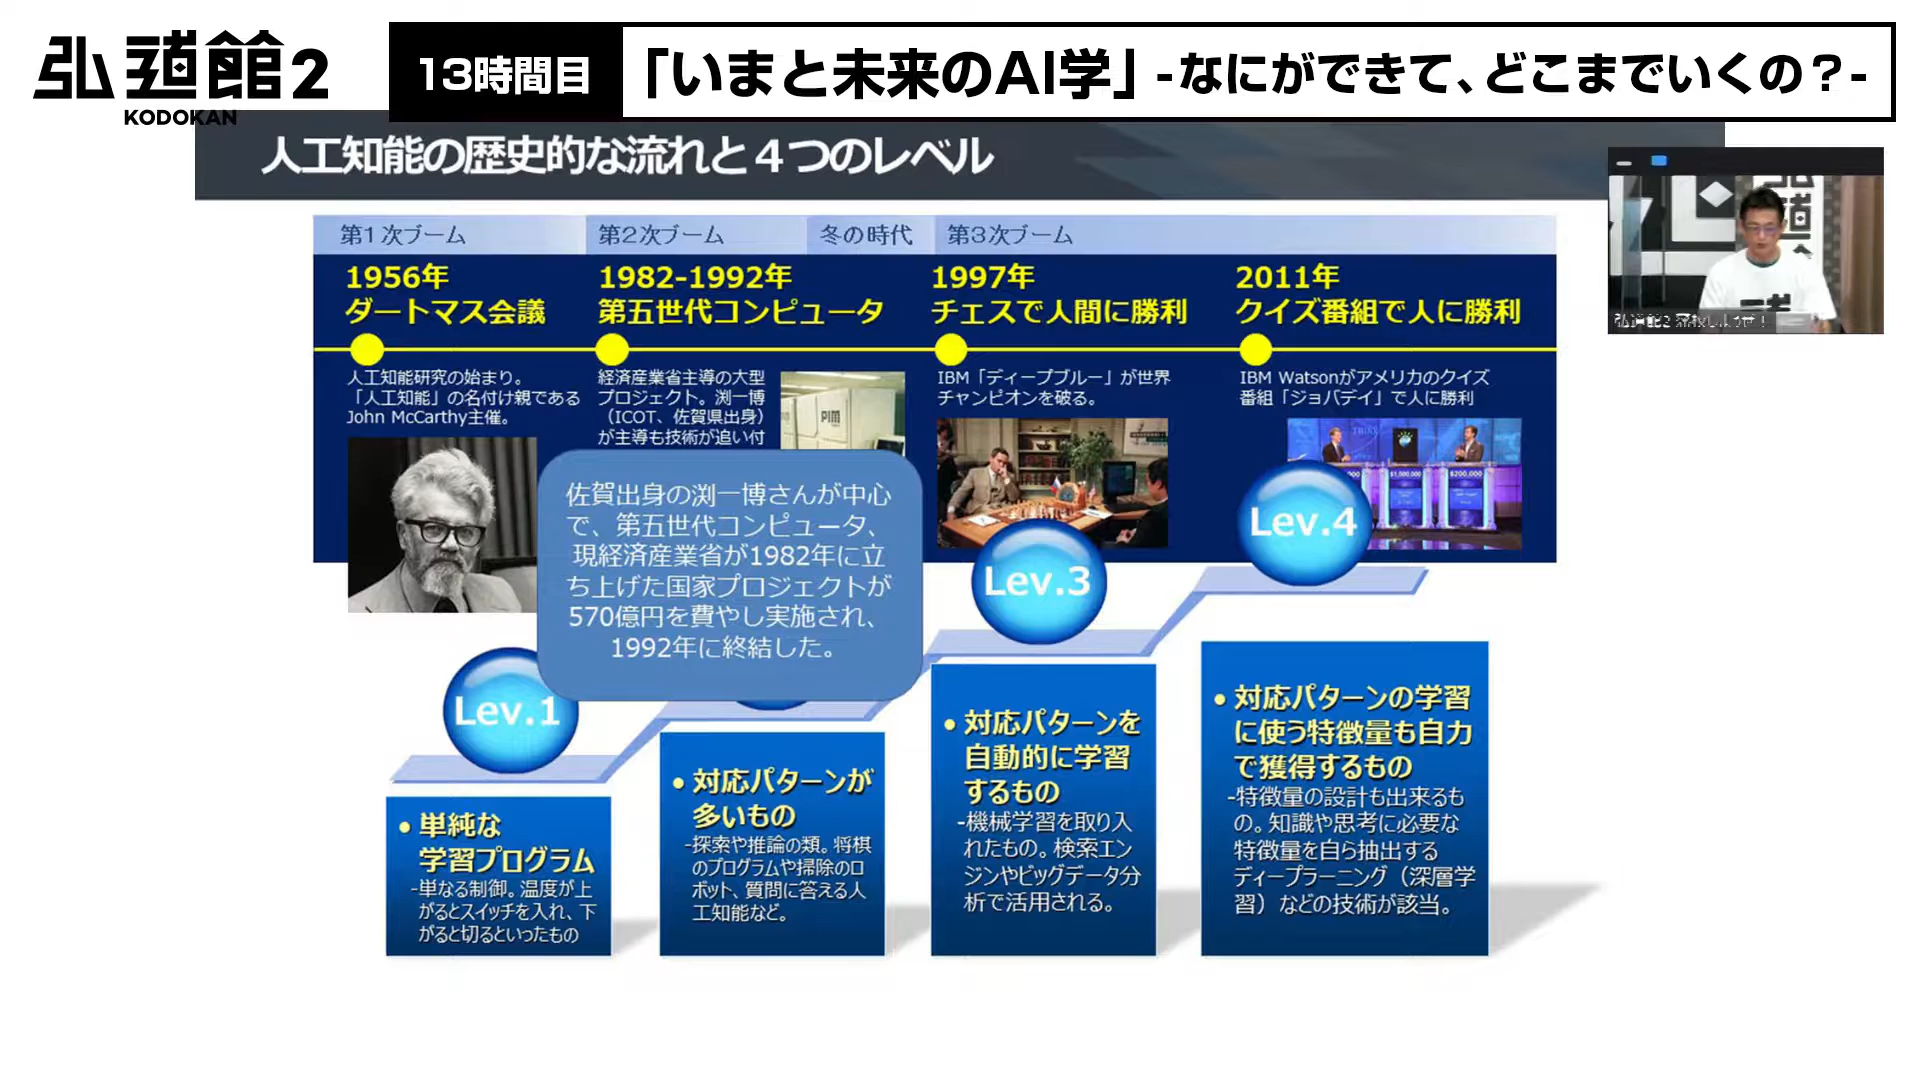 弘道館2
KODOKAN
13時間目
「いまと未来のAI学」-なにができて、どこまでいくの？-
人工知能の歴史的な流れと４つのレベル
第１次ブーム
第２次ブーム
冬の時代
第３次ブーム
1956年
ダートマス会議
1982-1992年
第五世代コンピュータ
1997年
チェスで人間に勝利
2011年
クイズ番組で人に勝利
人工知能研究の始まり。
「人工知能」の名付け親である
John McCarthy主催。
経済産業省主導の大型
プロジェクト。渕一博
（ICOT、佐賀県出身）
が主導も技術が追い付
PIM
IBM「ディープブルー」が世界
チャンピオンを破る。
IBM Watsonがアメリカのクイズ
番組「ジョパデイ」で人に勝利
佐賀出身の渕一博さんが中心
で、第五世代コンピュータ、
現経済産業省が1982年に立
ち上げた国家プロジェクトが
570億円を費やし実施され、
1992年に終結した。
Lev.1
Lev.3
Lev.4
• 単純な
学習プログラム
-単なる制御。温度が上
がるとスイッチを入れ、下
がると切るといったもの
• 対応パターンが
多いもの
-探索や推論の類。将棋
のプログラムや掃除のロ
ボット、質問に答える人
工知能など。
• 対応パターンを
自動的に学習
するもの
-機械学習を取り入
れたもの。検索エン
ジンやビッグデータ分
析で活用される。
• 対応パターンの学習
に使う特徴量も自力
で獲得するもの
-特徴量の設計も出来るも
の。知識や思考に必要な
特徴量を自ら抽出する
ディープラーニング（深層学
習）などの技術が該当。